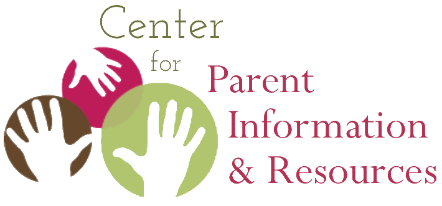 Center
for
Parent
Information
& Resources